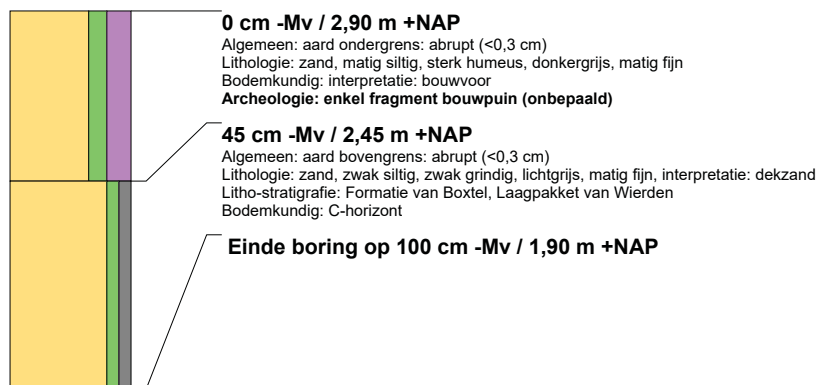 0 cm -Mv / 2,90 m +NAP
Algemeen: aard ondergrens: abrupt (<0,3 cm)
Lithologie: zand, matig siltig, sterk humeus, donkergrijs, matig fijn
Bodemkundig: interpretatie: bouwvoor
Archeologie: enkel fragment bouwpuin (onbepaald)
45 cm -Mv / 2,45 m +NAP
Algemeen: aard bovengrens: abrupt (<0,3 cm)
Lithologie: zand, zwak siltig, zwak grindig, lichtgrijs, matig fijn, interpretatie: dekzand
Litho-stratigrafie: Formatie van Boxtel, Laagpakket van Wierden
Bodemkundig: C-horizont
Einde boring op 100 cm -Mv / 1,90 m +NAP